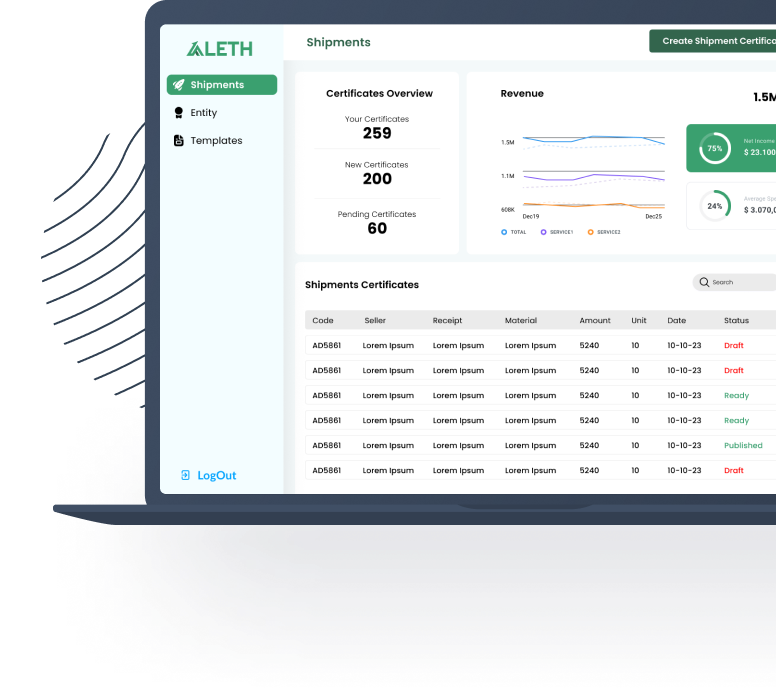 ALETH
Shipments
Create Shipment Certifica
Shipments
Entity
Templates
LogOut
Certificates Overview
Your Certificates
259
New Certificates
200
Pending Certificates
60
Revenue
1.5M
1.5M
1.1M
608K
Dec19 Dec25
TOTAL SERVICE1 SERVICE2
75%
Net Income
$ 23.100
24%
Average Spe
$ 3.070,0
Shipments Certificates
Search
Code Seller Receipt Material Amount Unit Date Status
AD5861 Lorem Ipsum Lorem Ipsum Lorem Ipsum 5240 10 10-10-23 Draft
AD5861 Lorem Ipsum Lorem Ipsum Lorem Ipsum 5240 10 10-10-23 Draft
AD5861 Lorem Ipsum Lorem Ipsum Lorem Ipsum 5240 10 10-10-23 Ready
AD5861 Lorem Ipsum Lorem Ipsum Lorem Ipsum 5240 10 10-10-23 Ready
AD5861 Lorem Ipsum Lorem Ipsum Lorem Ipsum 5240 10 10-10-23 Published
AD5861 Lorem Ipsum Lorem Ipsum Lorem Ipsum 5240 10 10-10-23 Draft